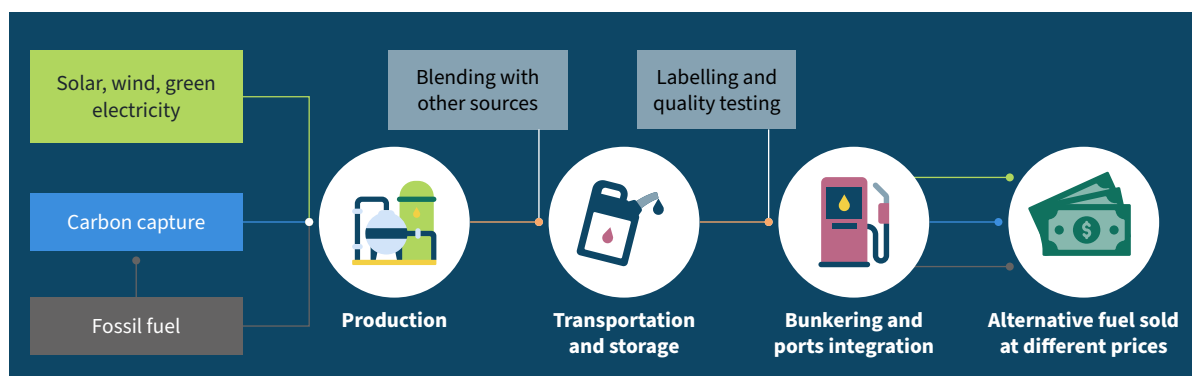 Solar, wind, green
electricity
Blending with
other sources
Labelling and
quality testing
Carbon capture
Fossil fuel
Production
Transportation
and storage
Bunkering and
ports integration
$
Alternative fuel sold
at different prices